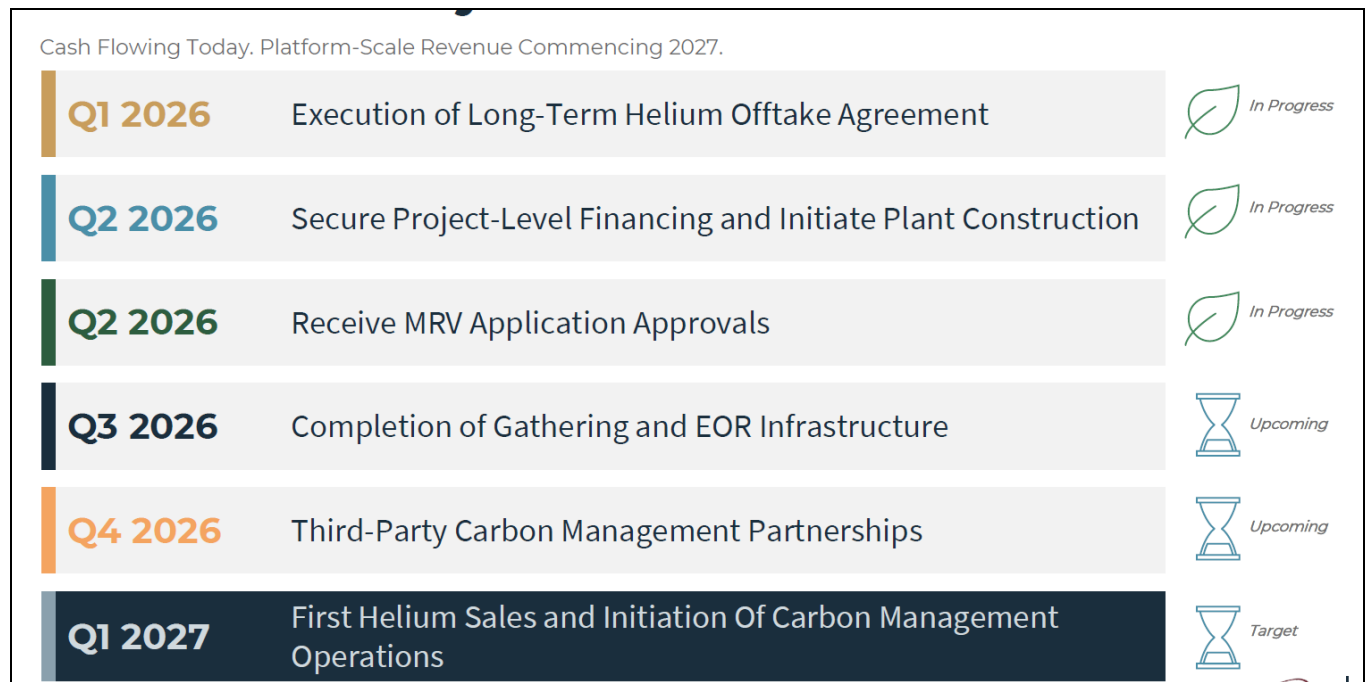 Cash Flowing Today. Platform-Scale Revenue Commencing 2027.
Q1 2026 Execution of Long-Term Helium Offtake Agreement In Progress
Q2 2026 Secure Project-Level Financing and Initiate Plant Construction In Progress
Q2 2026 Receive MRV Application Approvals In Progress
Q3 2026 Completion of Gathering and EOR Infrastructure Upcoming
Q4 2026 Third-Party Carbon Management Partnerships Upcoming
Q1 2027 First Helium Sales and Initiation Of Carbon Management Target
Operations